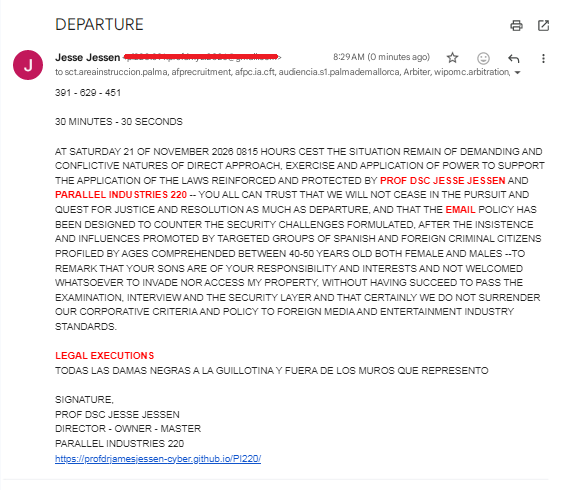 DEPARTURE
J
Jesse Jessen
8:29 AM (0 minutes ago)
to sct.areainstruccion.palma, afprecruitment, afpc.ia.cft, audiencia.s1.palmademallorca, Arbiter, wipomc.arbitration,
391 - 629 - 451
30 MINUTES - 30 SECONDS
AT SATURDAY 21 OF NOVEMBER 2026 0815 HOURS CEST THE SITUATION REMAIN OF DEMANDING AND
CONFLICTIVE NATURES OF DIRECT APPROACH, EXERCISE AND APPLICATION OF POWER TO SUPPORT
THE APPLICATION OF THE LAWS REINFORCED AND PROTECTED BY PROF DSC JESSE JESSEN AND
PARALLEL INDUSTRIES 220 -- YOU ALL CAN TRUST THAT WE WILL NOT CEASE IN THE PURSUIT AND
QUEST FOR JUSTICE AND RESOLUTION AS MUCH AS DEPARTURE, AND THAT THE EMAIL POLICY HAS
BEEN DESIGNED TO COUNTER THE SECURITY CHALLENGES FORMULATED, AFTER THE INSISTENCE
AND INFLUENCES PROMOTED BY TARGETED GROUPS OF SPANISH AND FOREIGN CRIMINAL CITIZENS
PROFILED BY AGES COMPREHENDED BETWEEN 40-50 YEARS OLD BOTH FEMALE AND MALES --TO
REMARK THAT YOUR SONS ARE OF YOUR RESPONSIBILITY AND INTERESTS AND NOT WELCOMED
WHATSOEVER TO INVADE NOR ACCESS MY PROPERTY, WITHOUT HAVING SUCCEED TO PASS THE
EXAMINATION, INTERVIEW AND THE SECURITY LAYER AND THAT CERTAINLY WE DO NOT SURRENDER
OUR CORPORATIVE CRITERIA AND POLICY TO FOREIGN MEDIA AND ENTERTAINMENT INDUSTRY
STANDARDS.
LEGAL EXECUTIONS
TODAS LAS DAMAS NEGRAS A LA GUILLOTINA Y FUERA DE LOS MUROS QUE REPRESENTO
SIGNATURE,
PROF DSC JESSE JESSEN
DIRECTOR - OWNER - MASTER
PARALLEL INDUSTRIES 220
https://profdrjamesjessen-cyber.github.io/PI220/